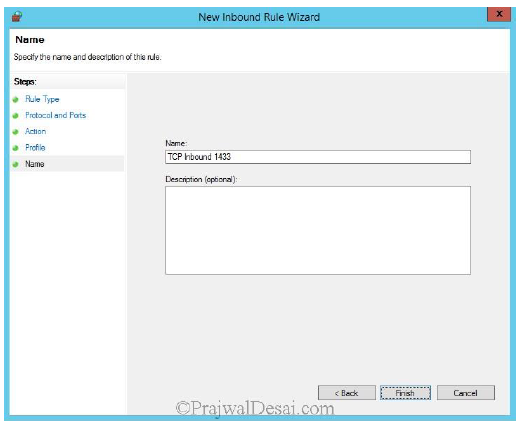 New Inbound Rule Wizard
x
Name
Specify the name and description of this rule.
Steps:
Rule Type
Protocol and Ports
Action
Profile
Name
Name:
TCP Inbound 1433
Description (optional):
< Back
Finish
Cancel
©PrajwalDesai.com